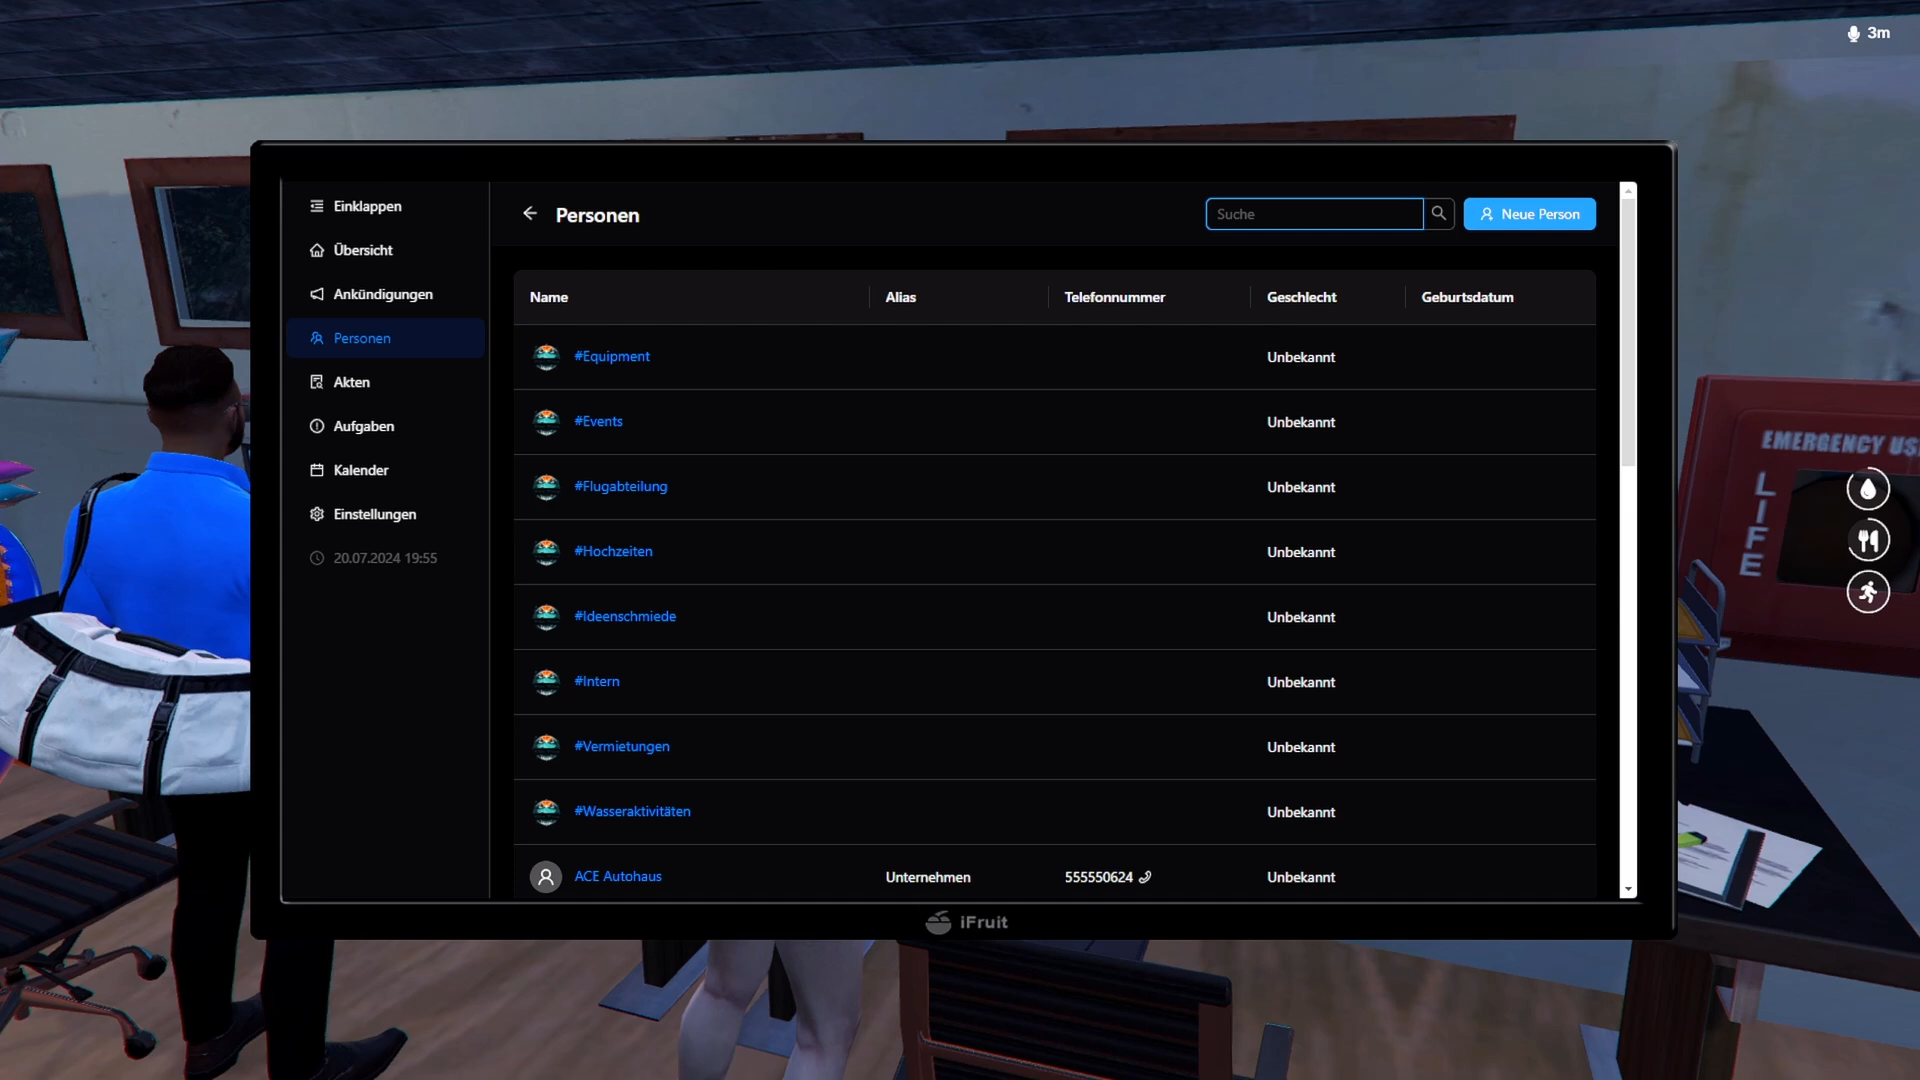 3m
Einklappen
Übersicht
Ankündigungen
Personen
Akten
Aufgaben
Kalender
Einstellungen
20.07.2024 19:55
Personen
Suche
Neue Person
Name Alias Telefonnummer Geschlecht Geburtsdatum
#Equipment Unbekannt
#Events Unbekannt
#Flugabteilung Unbekannt
#Hochzeiten Unbekannt
#Ideenschmiede Unbekannt
#Intern Unbekannt
#Vermietungen Unbekannt
#Wasseraktivitäten Unbekannt
ACE Autohaus Unternehmen 555550624 Unbekannt
iFruit
EMERGENCY US
LIFE